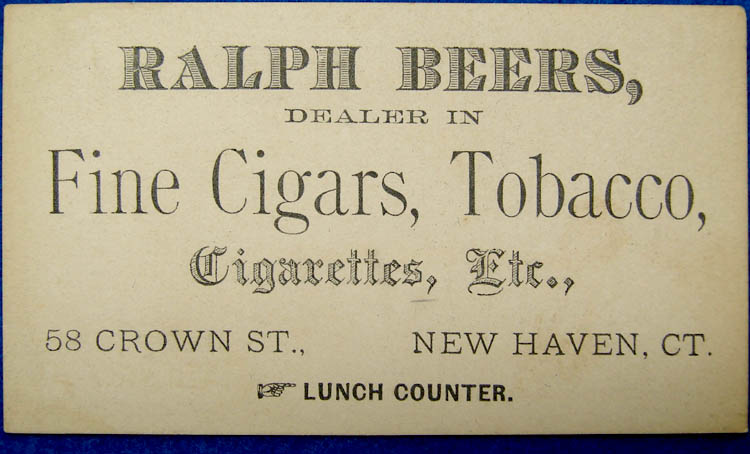 RALPH BEERS,
DEALER IN
Fine Cigars, Tobacco,
Cigarettes, Etc.,
58 CROWN ST., NEW HAVEN, CT.
☞ LUNCH COUNTER.